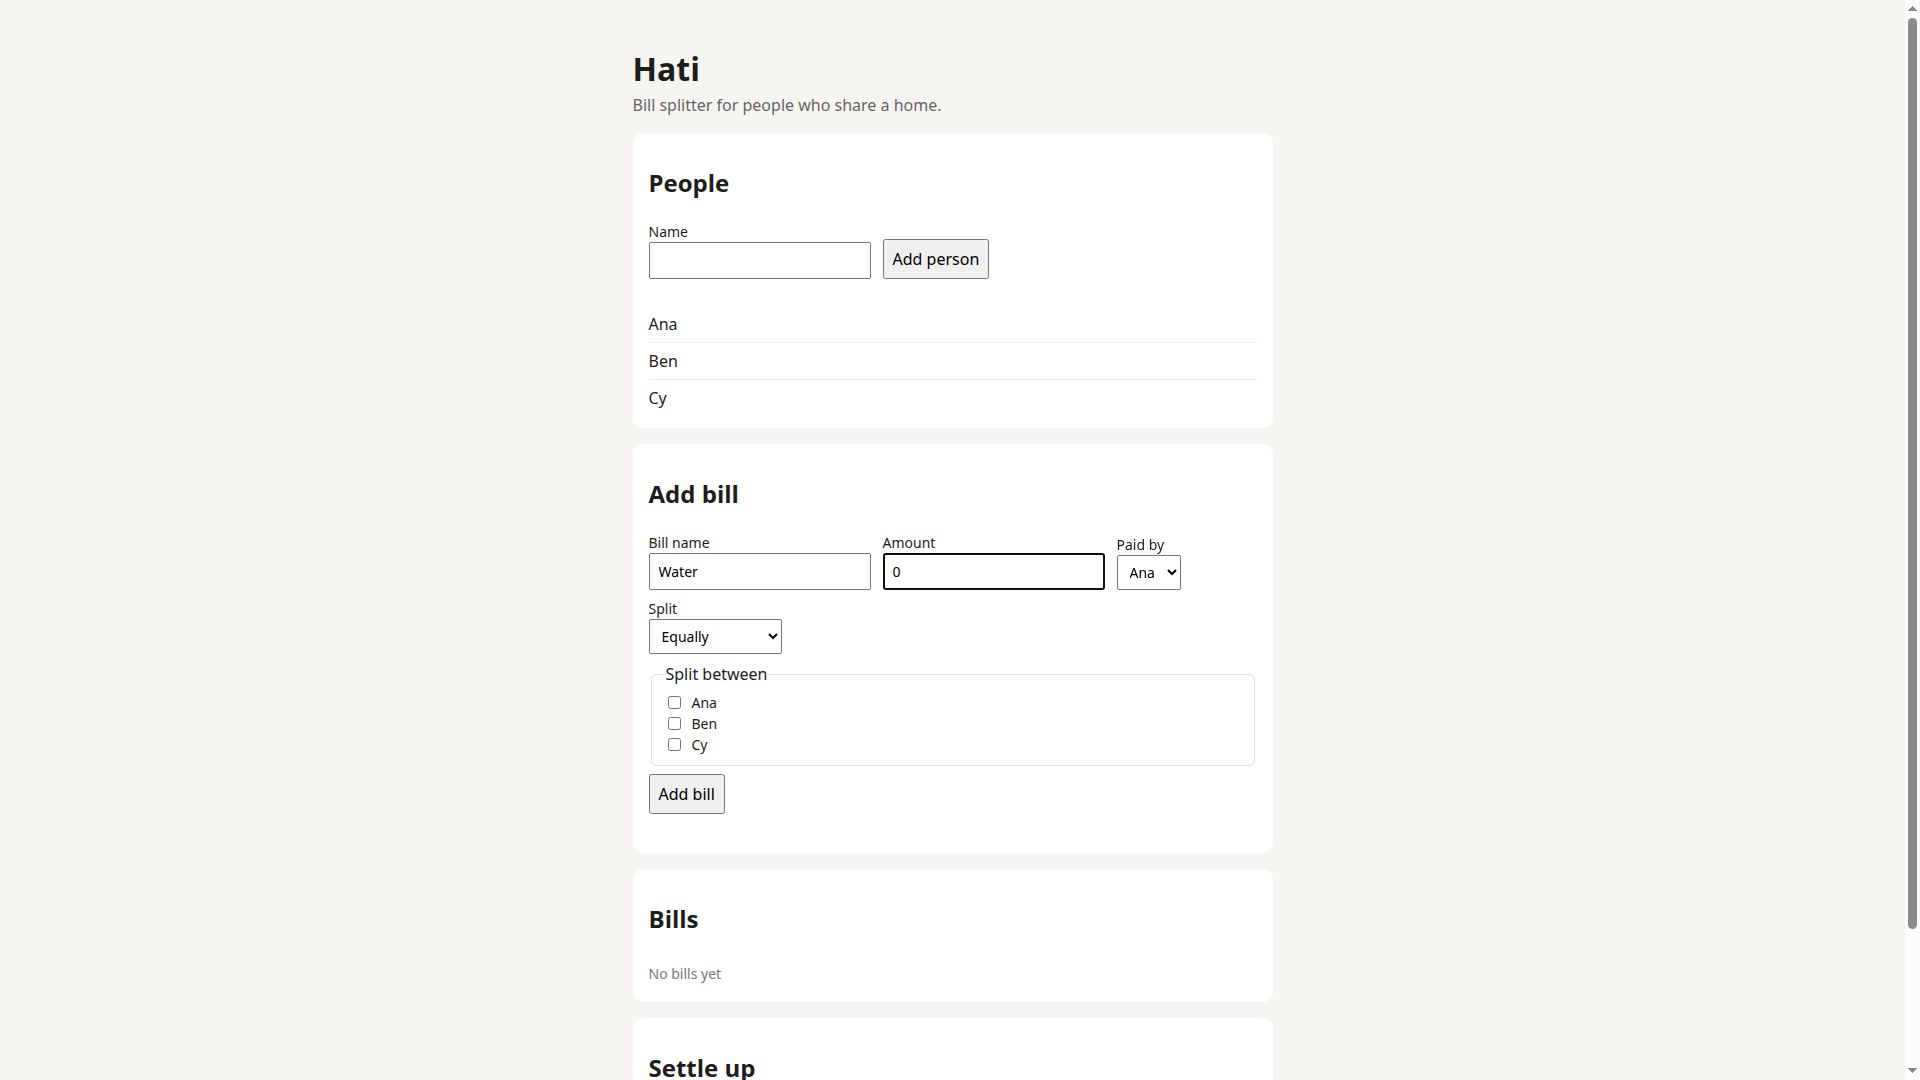 Hati
Bill splitter for people who share a home.
People
Name
Add person
Ana
Ben
Cy
Add bill
Bill name Amount Paid by
Water 0 Ana
Split
Equally
Split between
Ana
Ben
Cy
Add bill
Bills
No bills yet
Settle up